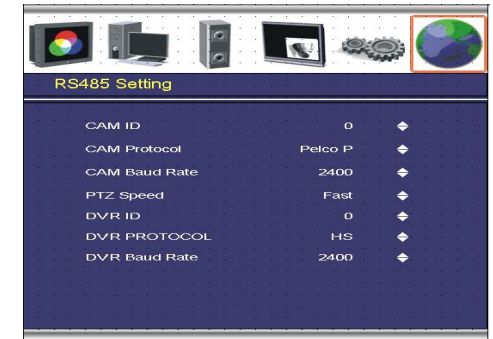 RS485 Setting
CAM ID 0
CAM Protocol Pelco P
CAM Baud Rate 2400
PTZ Speed Fast
DVR ID 0
DVR PROTOCOL HS
DVR Baud Rate 2400